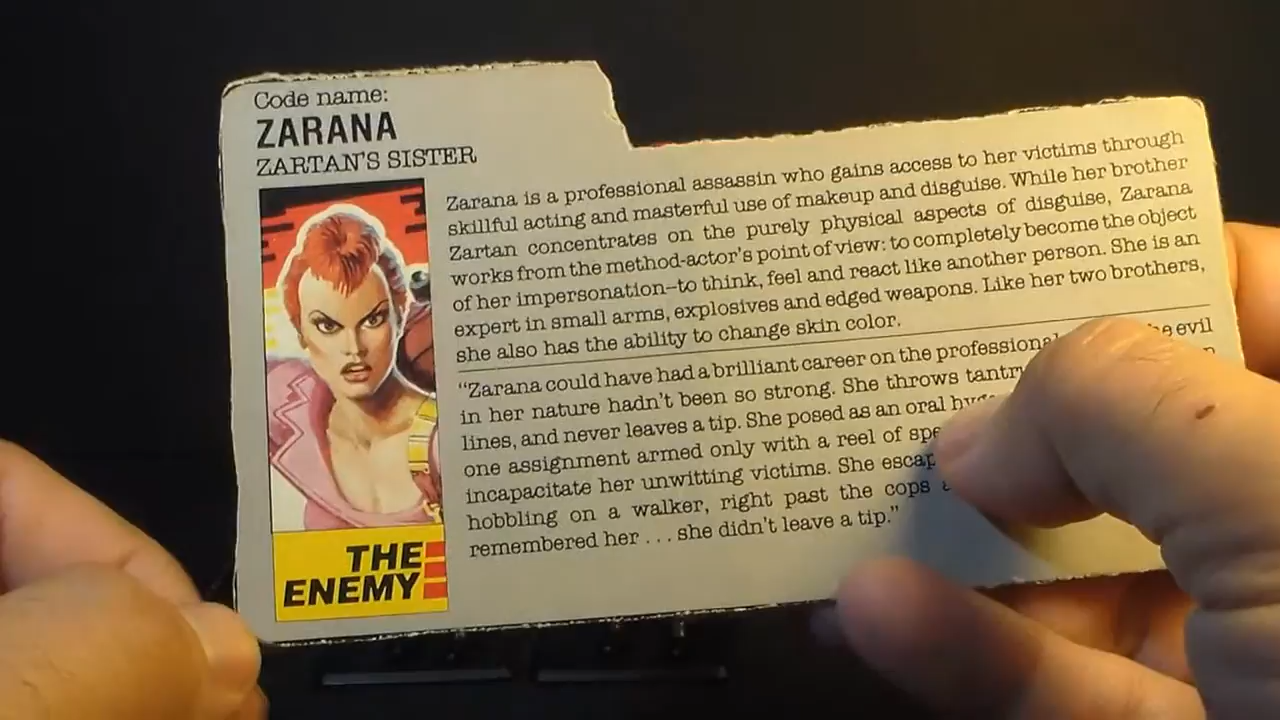 Code name:
ZARANA
ZARTAN'S SISTER
Zarana is a professional assassin who gains access to her victims through
skillful acting and masterful use of makeup and disguise. While her brother
Zartan concentrates on the purely physical aspects of disguise, Zarana
works from the method-actor's point of view: to completely become the object
of her impersonation–to think, feel and react like another person. She is an
expert in small arms, explosives and edged weapons. Like her two brothers,
she also has the ability to change skin color.
"Zarana could have had a brilliant career on the professional evil
in her nature hadn't been so strong. She throws
lines, and never leaves a tip. She posed as an oral
one assignment armed only with a reel of
incapacitate her unwitting victims. She
hobbling on a walker, right past the cops
remembered her . . . she didn't leave a tip."
THE
ENEMY